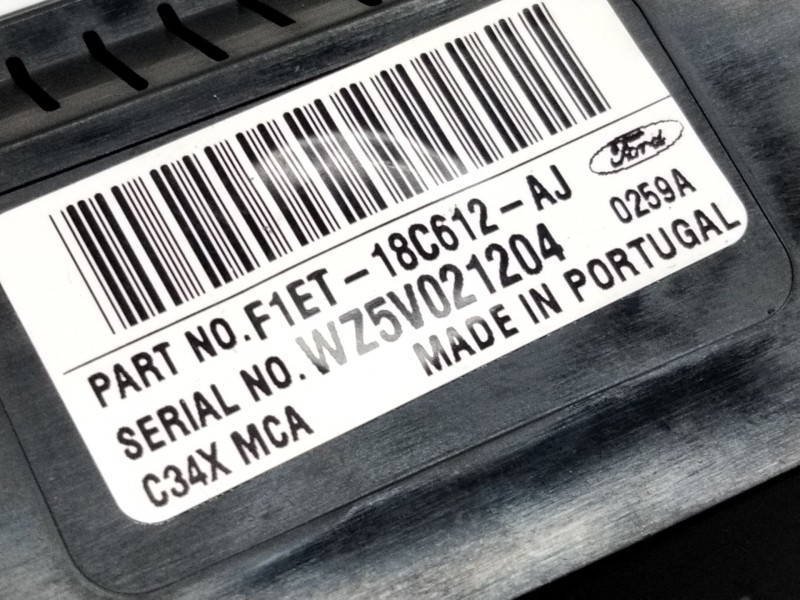 Ford
0259A
PART NO. F1ET-18C612-AJ
SERIAL NO. WZ5V021204
MADE IN PORTUGAL
C34X MCA